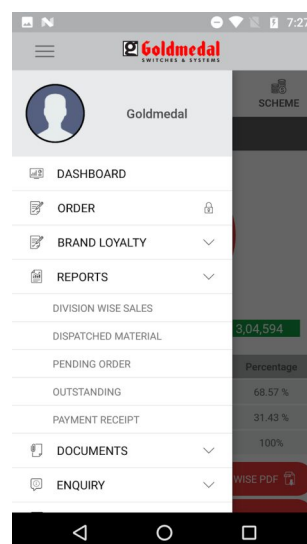 7:27
Goldmedal
SWITCHES & SYSTEMS
Goldmedal
SCHEME
DASHBOARD
ORDER
BRAND LOYALTY
REPORTS
DIVISION WISE SALES
DISPATCHED MATERIAL
3,04,594
PENDING ORDER
Percentage
OUTSTANDING
68.57 %
PAYMENT RECEIPT
31.43 %
100%
DOCUMENTS
ENQUIRY
WISE PDF